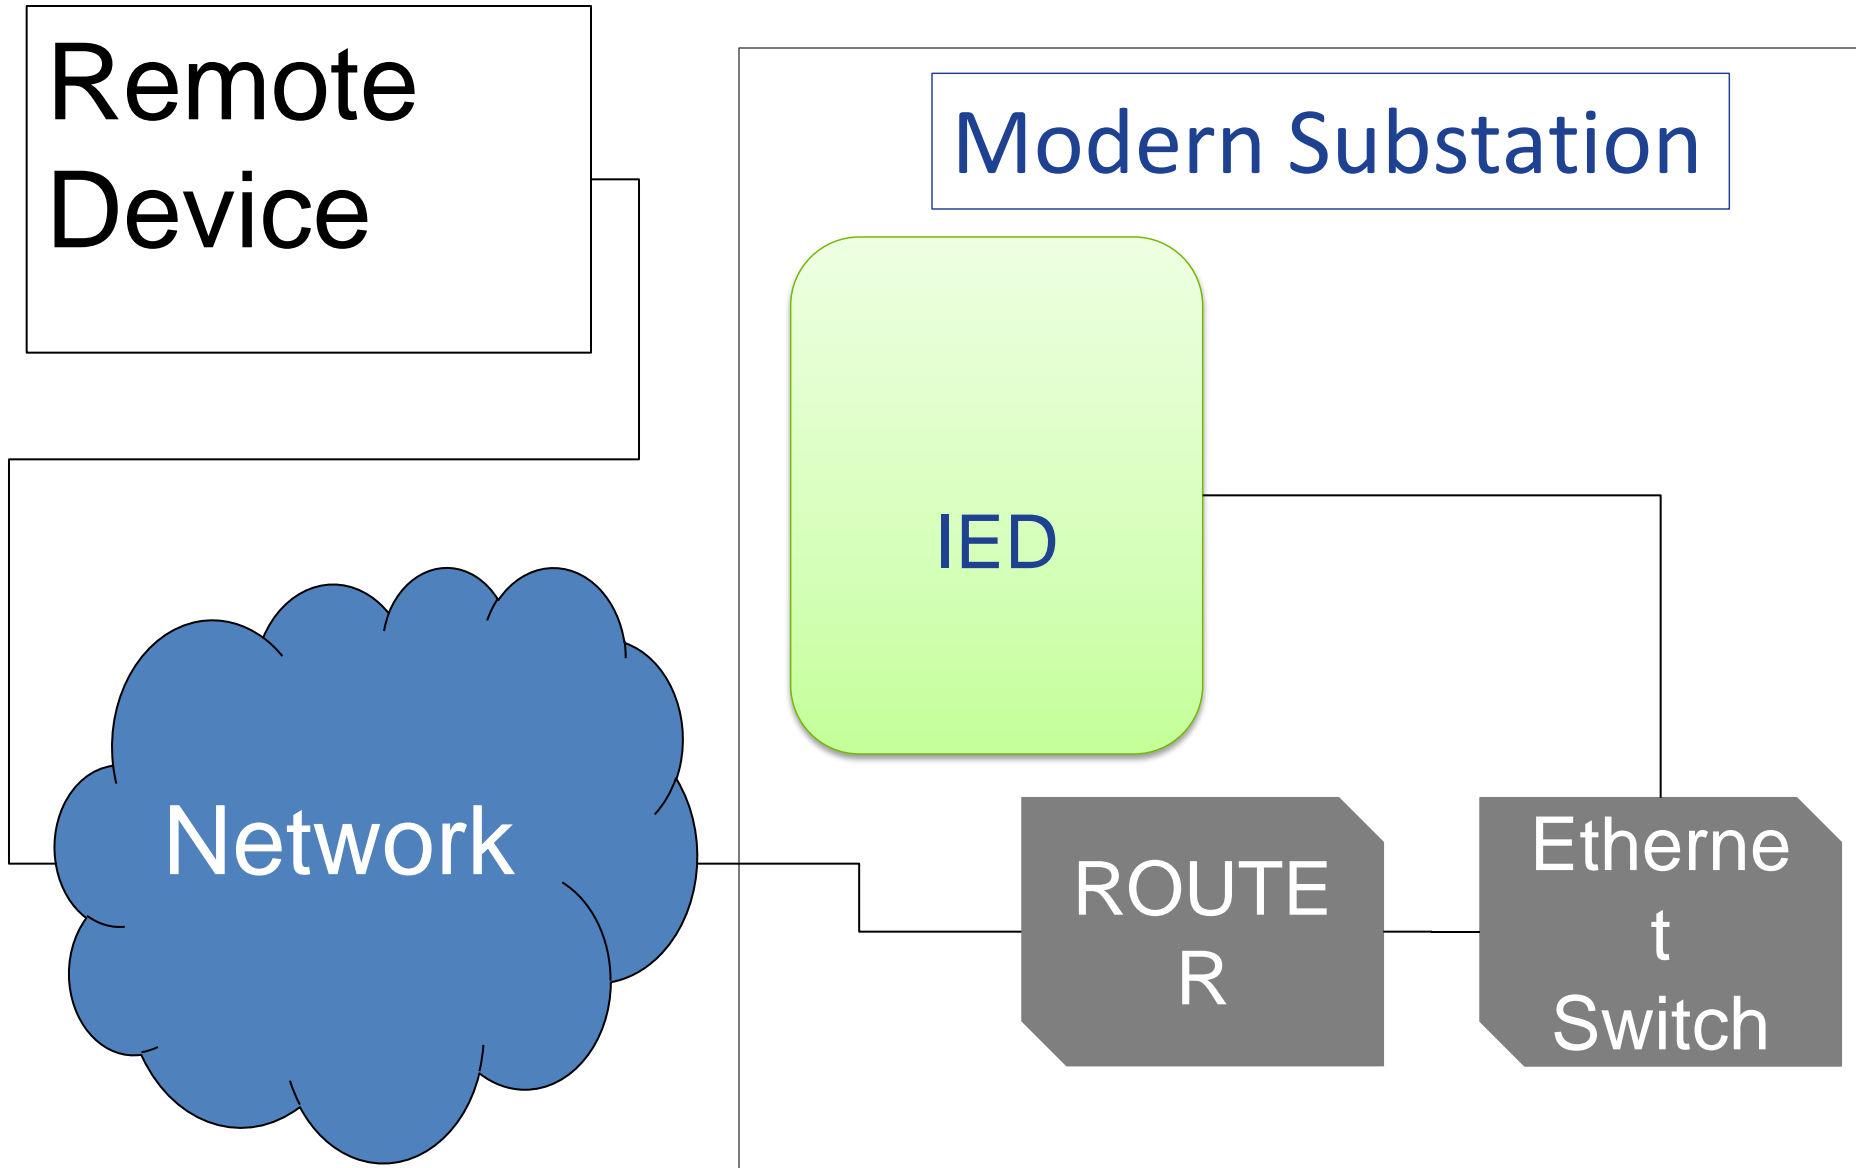 Remote
Device
Modern Substation
IED
Network
ROUTE
R
Etherne
t
Switch